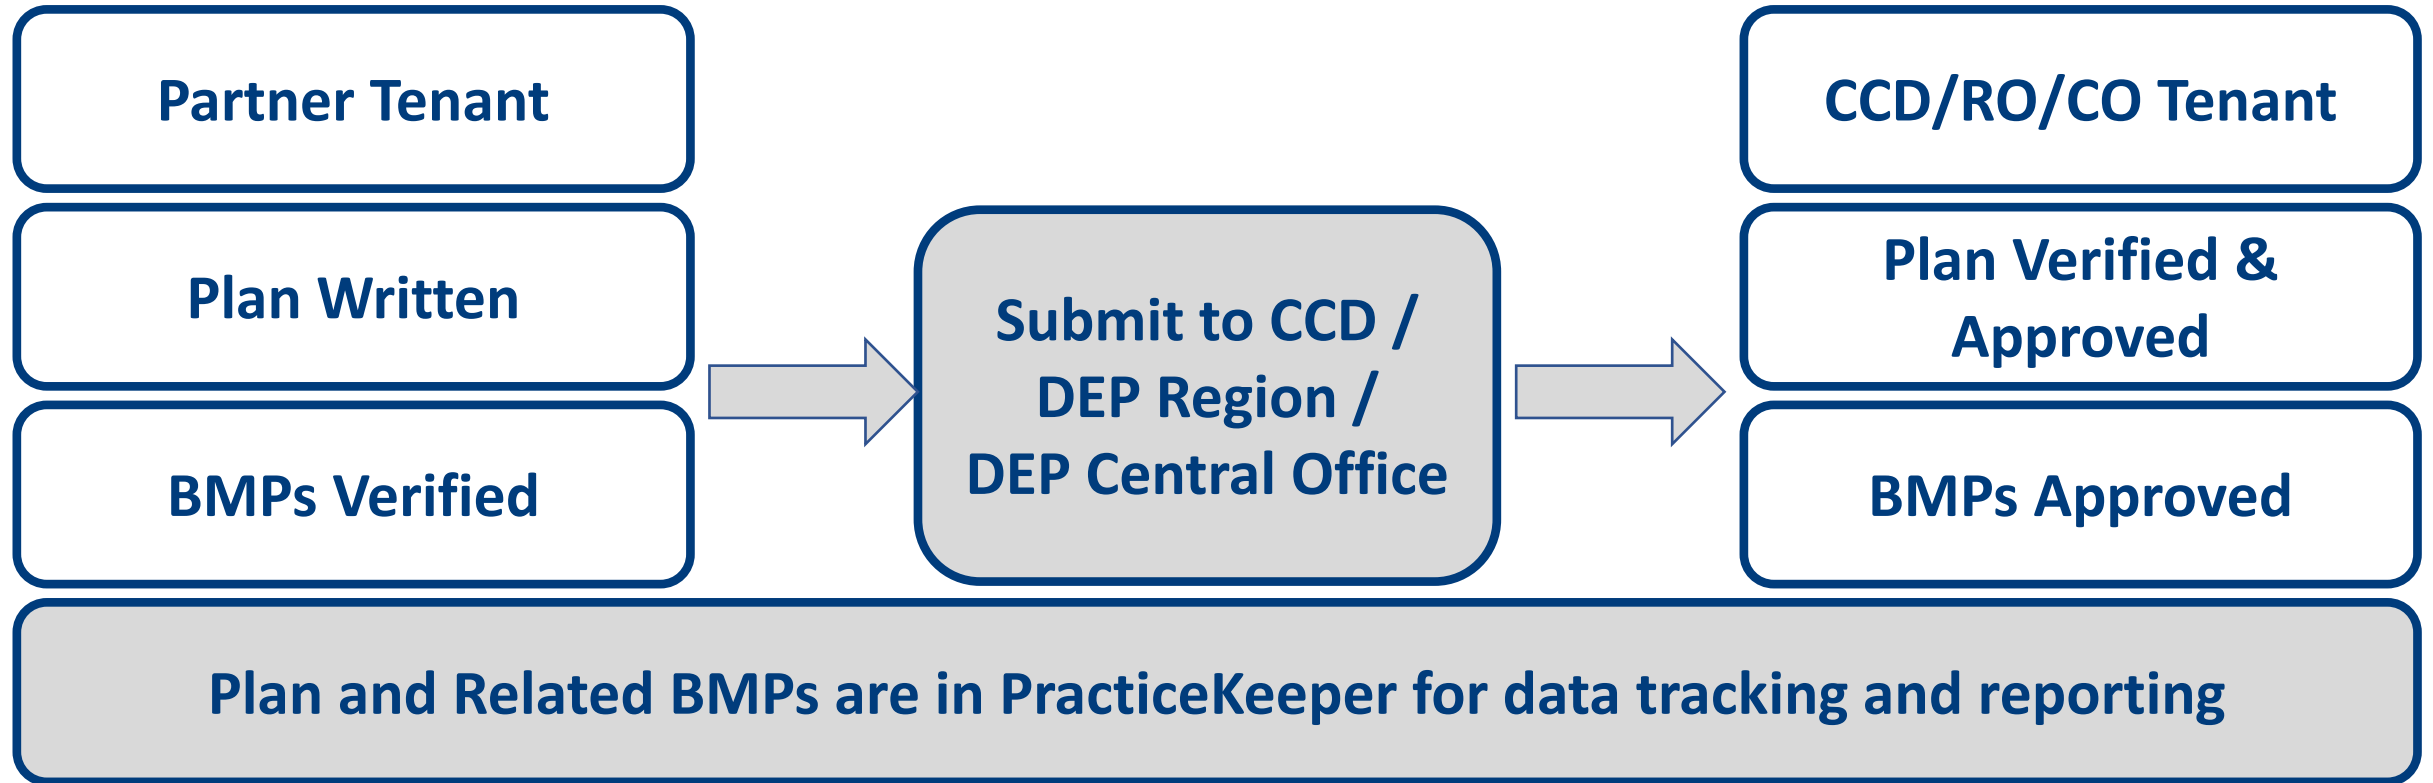 Partner Tenant
Plan Written
BMPs Verified
Submit to CCD /
DEP Region /
DEP Central Office
CCD/RO/CO Tenant
Plan Verified &
Approved
BMPs Approved
Plan and Related BMPs are in PracticeKeeper for data tracking and reporting